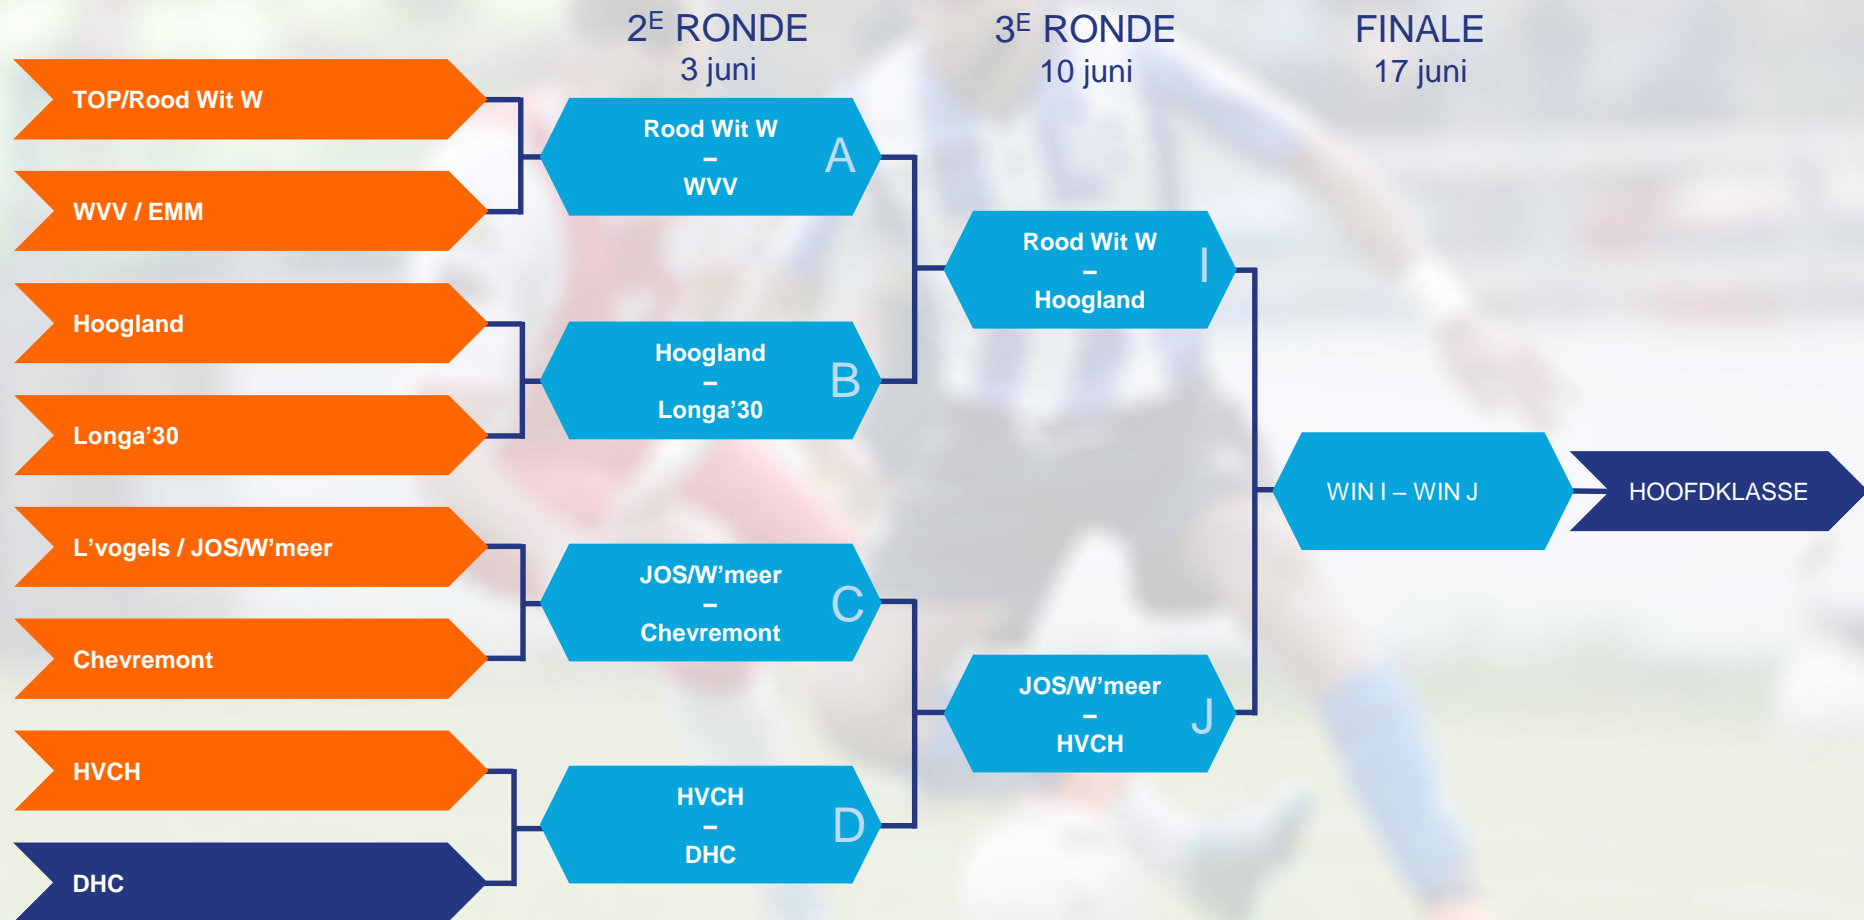 2E RONDE
3 juni
3E RONDE
10 juni
FINALE
17 juni
TOP/Rood Wit W
WVV / EMM
Hoogland
Longa’30
L’vogels / JOS/W’meer
Chevremont
HVCH
DHC
Rood Wit W
–
WVV
A
Hoogland
–
Longa’30
B
JOS/W’meer
–
Chevremont
C
HVCH
–
DHC
D
Rood Wit W
–
Hoogland
I
JOS/W’meer
–
HVCH
J
WIN I – WIN J
HOOFDKLASSE